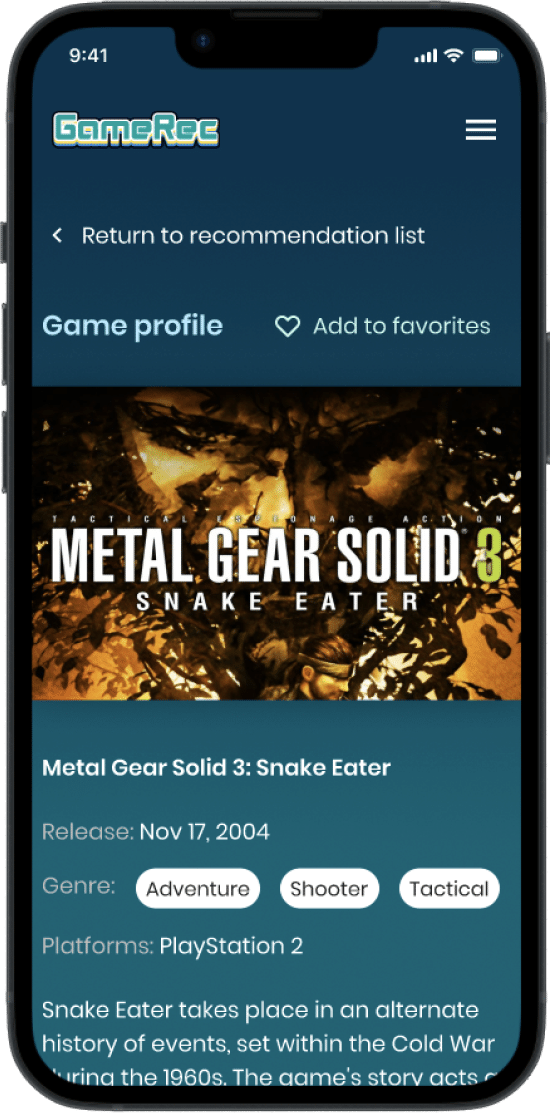 9:41
GameRec
Return to recommendation list
Game profile
Add to favorites
TACTICAL ESPIONAGE ACTION
METAL GEAR SOLID 3
SNAKE EATER
Metal Gear Solid 3: Snake Eater
Release: Nov 17, 2004
Genre: Adventure Shooter Tactical
Platforms: PlayStation 2
Snake Eater takes place in an alternate
history of events, set within the Cold War
during the 1960s. The game's story acts